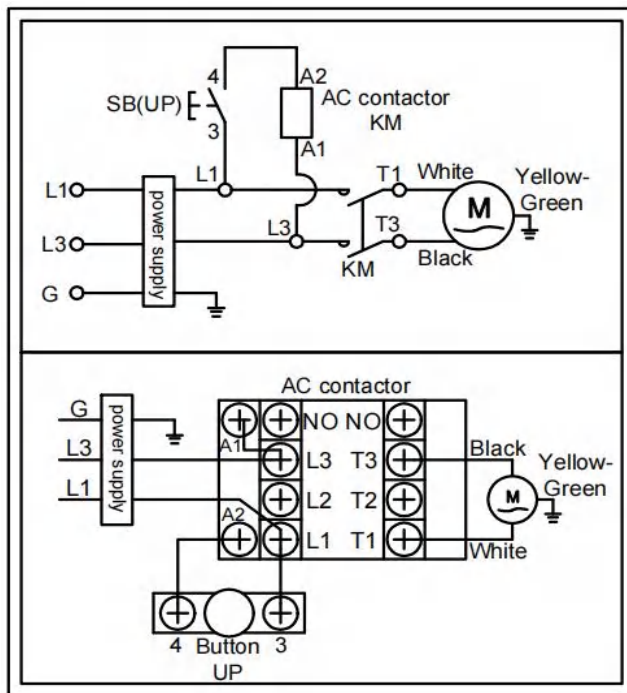 4
A2
SB(UP)
AC contactor
KM
3
A1
L1
L1
T1
White
Yellow-
Green
M
power supply
L3
L3
T3
KM
Black
G
AC contactor
G
power supply
NO
NO
A1
Black
L3
L3
T3
Yellow-
Green
L1
L2
T2
M
A2
L1
T1
White
4
Button
3
UP